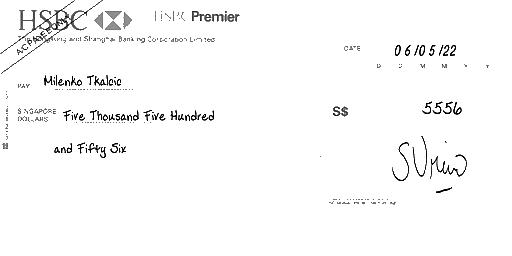 HSBC HSBC Premier
A/C PAYEE ONLY
The Hongkong and Shanghai Banking Corporation Limited
DATE 06/05/22
D D M M Y Y
PAY Milenko Tkalcic
SINGAPORE DOLLARS Five Thousand Five Hundred
S$ 5556
and Fifty Six